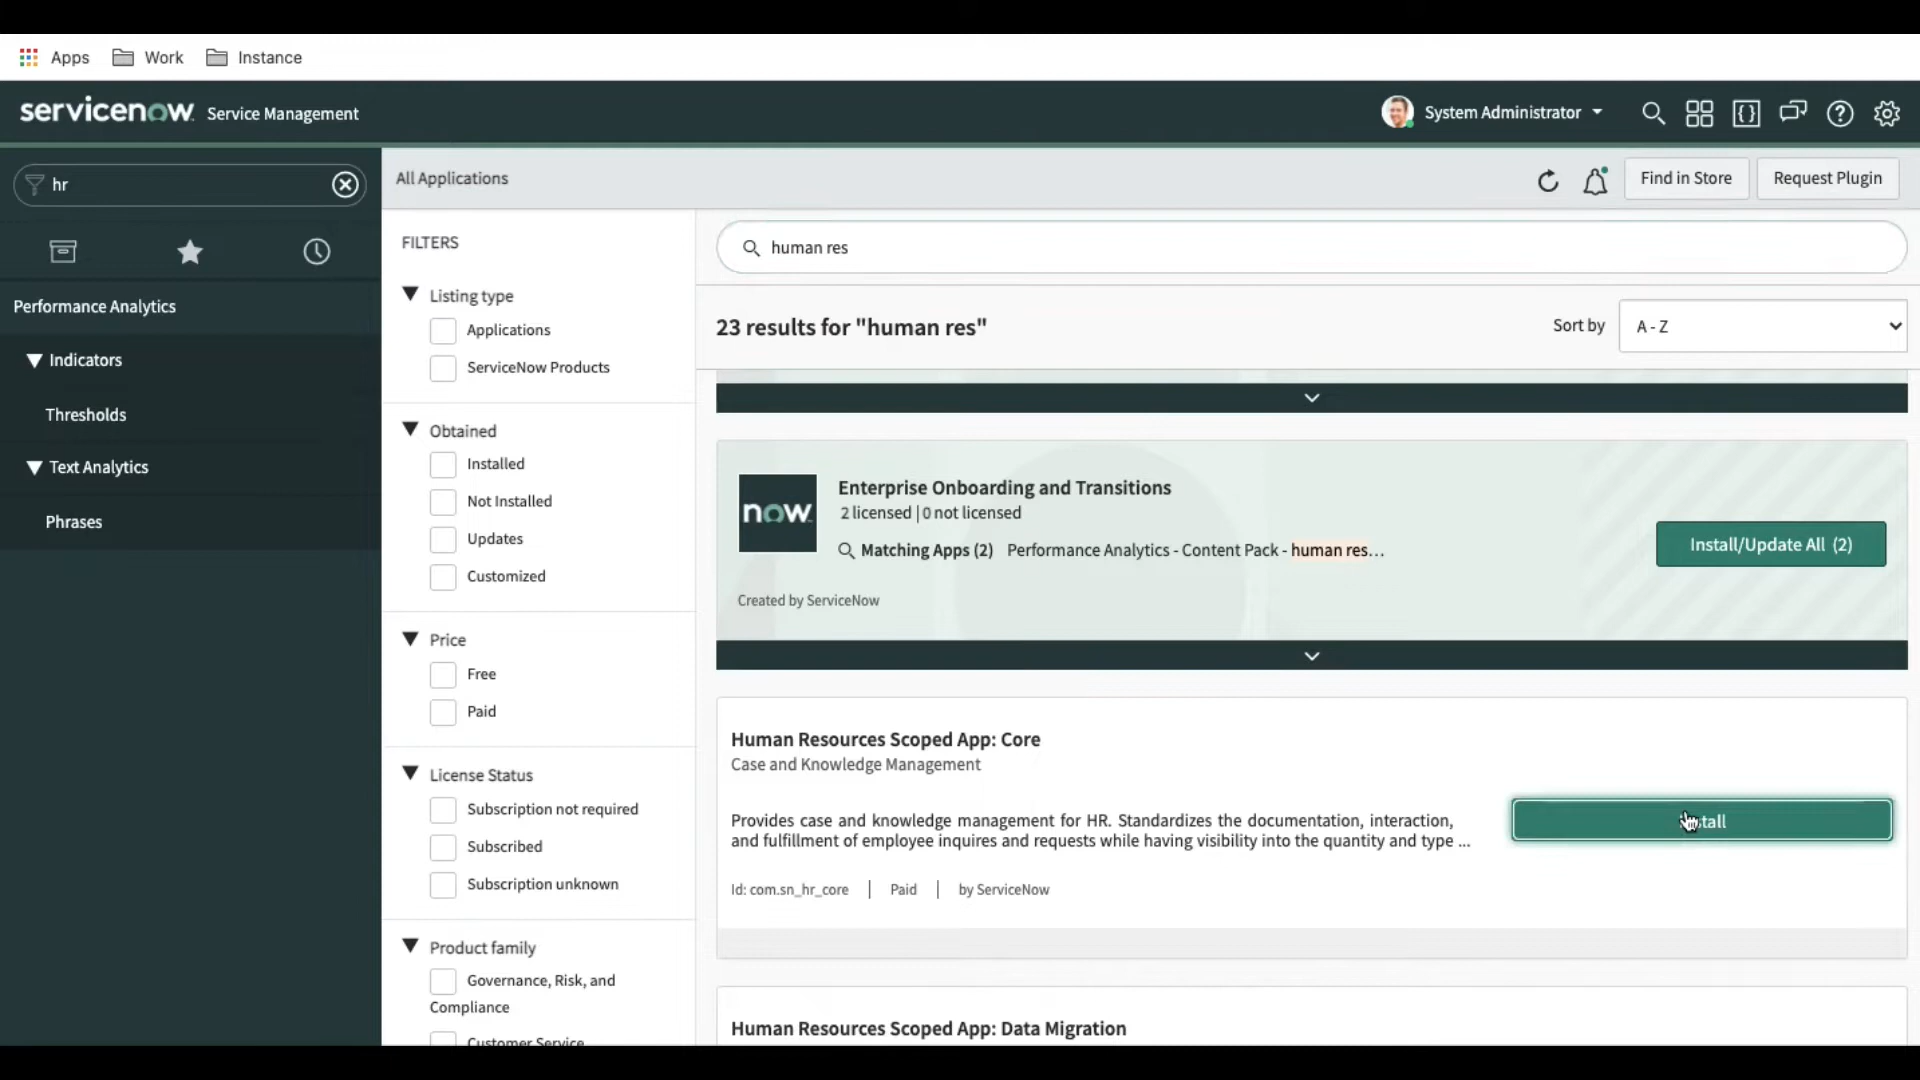 Apps Work Instance
servicenow Service Management
System Administrator
hr
All Applications
Find in Store
Request Plugin
Performance Analytics
Indicators
Thresholds
Text Analytics
Phrases
FILTERS
Listing type
Applications
ServiceNow Products
Obtained
Installed
Not Installed
Updates
Customized
Price
Free
Paid
License Status
Subscription not required
Subscribed
Subscription unknown
Product family
Governance, Risk, and
Compliance
Customer Service
human res
23 results for "human res"
Sort by A - Z
now
Enterprise Onboarding and Transitions
2 licensed | 0 not licensed
Matching Apps (2) Performance Analytics - Content Pack - human res...
Install/Update All (2)
Created by ServiceNow
Human Resources Scoped App: Core
Case and Knowledge Management
Provides case and knowledge management for HR. Standardizes the documentation, interaction,
and fulfillment of employee inquires and requests while having visibility into the quantity and type ...
Id: com.sn_hr_core | Paid | by ServiceNow
Human Resources Scoped App: Data Migration